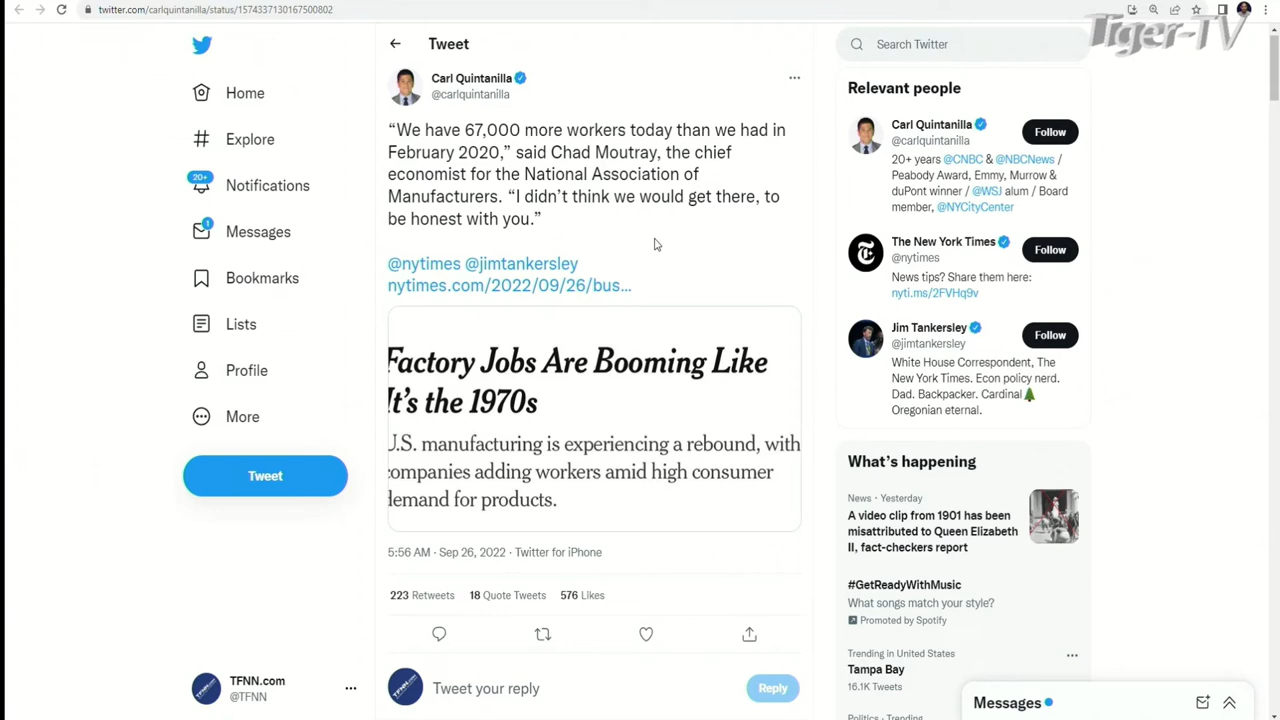 twitter.com/carlquintanilla/status/1574337130167500802
Tiger-TV
Home
Explore
20+
Notifications
1
Messages
Bookmarks
Lists
Profile
More
Tweet
TFNN.com
@TFNN
Tweet
Carl Quintanilla
@carlquintanilla
“We have 67,000 more workers today than we had in
February 2020,” said Chad Moutray, the chief
economist for the National Association of
Manufacturers. “I didn’t think we would get there, to
be honest with you.”
@nytimes @jimtankersley
nytimes.com/2022/09/26/bus...
Factory Jobs Are Booming Like
It’s the 1970s
U.S. manufacturing is experiencing a rebound, with
companies adding workers amid high consumer
demand for products.
5:56 AM · Sep 26, 2022 · Twitter for iPhone
223 Retweets 18 Quote Tweets 576 Likes
Tweet your reply
Reply
Search Twitter
Relevant people
Carl Quintanilla
@carlquintanilla
Follow
20+ years @CNBC & @NBCNews /
Peabody Award, Emmy, Murrow &
duPont winner / @WSJ alum / Board
member, @NYCityCenter
The New York Times
@nytimes
Follow
News tips? Share them here:
nyti.ms/2FVHq9v
Jim Tankersley
@jimtankersley
Follow
White House Correspondent, The
New York Times. Econ policy nerd.
Dad. Backpacker. Cardinal🌲
Oregonian eternal.
What’s happening
News · Yesterday
A video clip from 1901 has been
misattributed to Queen Elizabeth
II, fact-checkers report
#GetReadyWithMusic
What songs match your style?
Promoted by Spotify
Trending in United States
Tampa Bay
16.1K Tweets
Politics · Trending
Messages